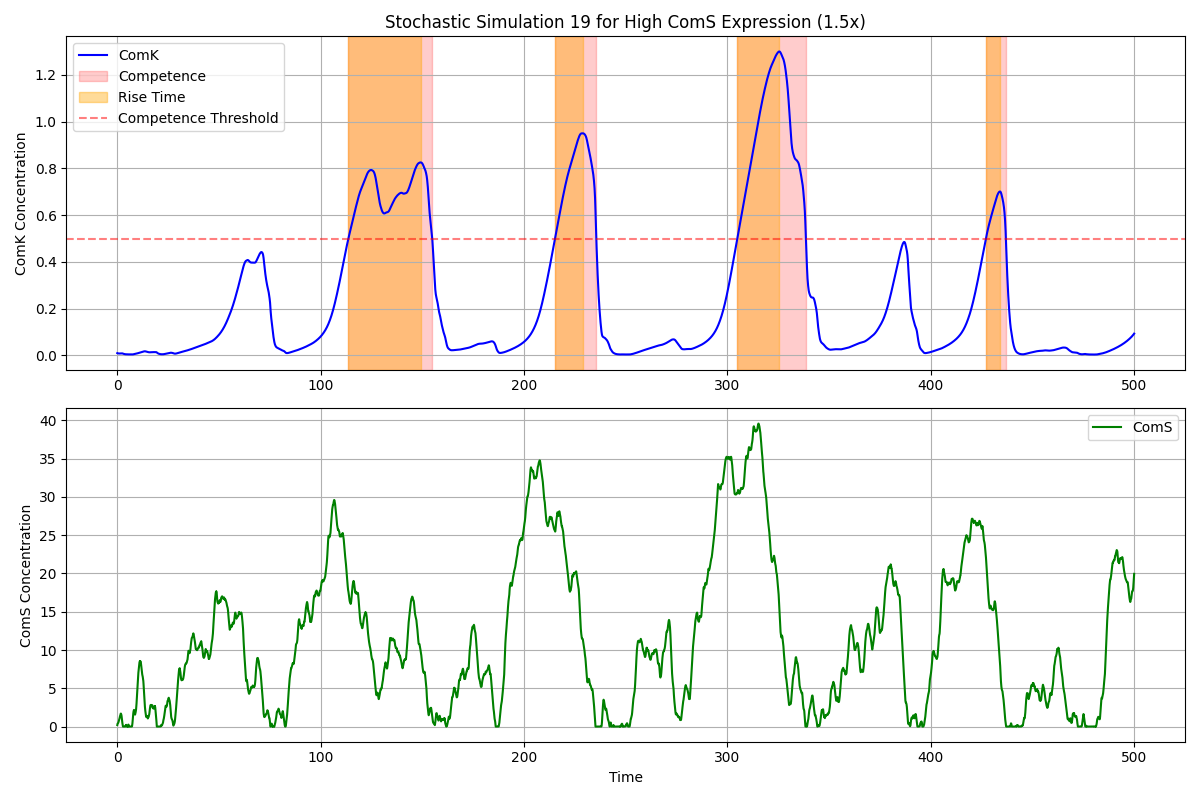 Stochastic Simulation 19 for High ComS Expression (1.5x)
ComK
Competence
Rise Time
Competence Threshold
ComK Concentration
1.2
1.0
0.8
0.6
0.4
0.2
0.0
0 100 200 300 400 500
ComS
ComS Concentration
40
35
30
25
20
15
10
5
0
0 100 200 300 400 500
Time